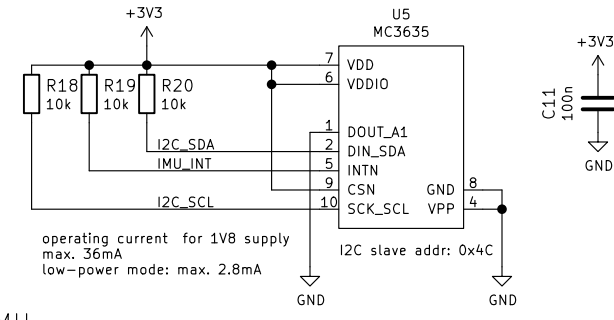 +3V3
U5
MC3635
+3V3
R18
10k
R19
10k
R20
10k
7
VDD
6
VDDIO
C11
100n
1
DOUT_A1
I2C_SDA
2
DIN_SDA
IMU_INT
5
INTN
GND
9
CSN
GND
8
I2C_SCL
10
SCK_SCL
VPP
4
operating current for 1V8 supply
max. 36mA
low-power mode: max. 2.8mA
I2C slave addr: 0x4C
GND
GND